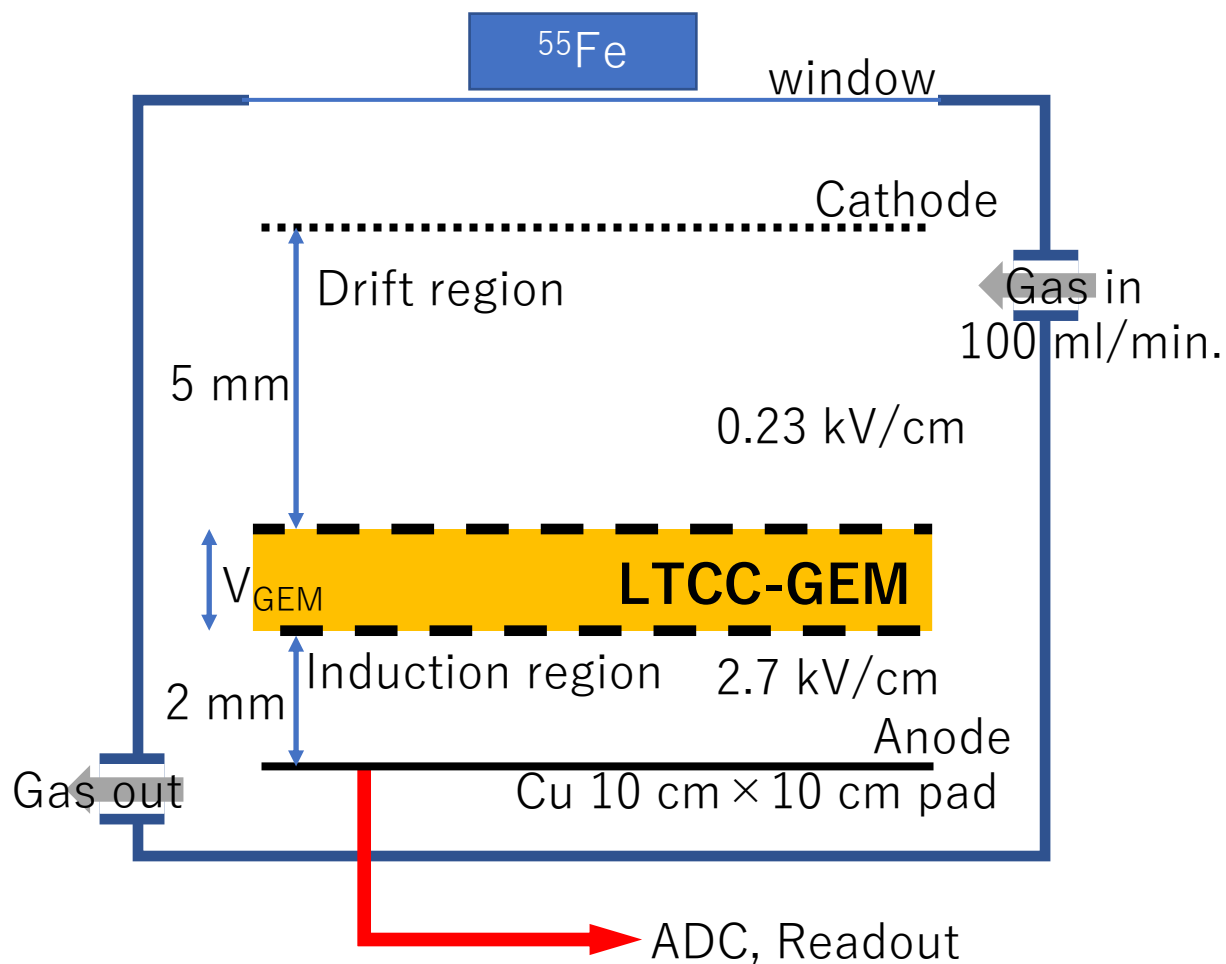 ⁵⁵Fe
window
Cathode
Drift region
Gas in
100 ml/min.
5 mm
0.23 kV/cm
V_GEM
LTCC-GEM
Induction region
2.7 kV/cm
2 mm
Anode
Gas out
Cu 10 cm×10 cm pad
ADC, Readout